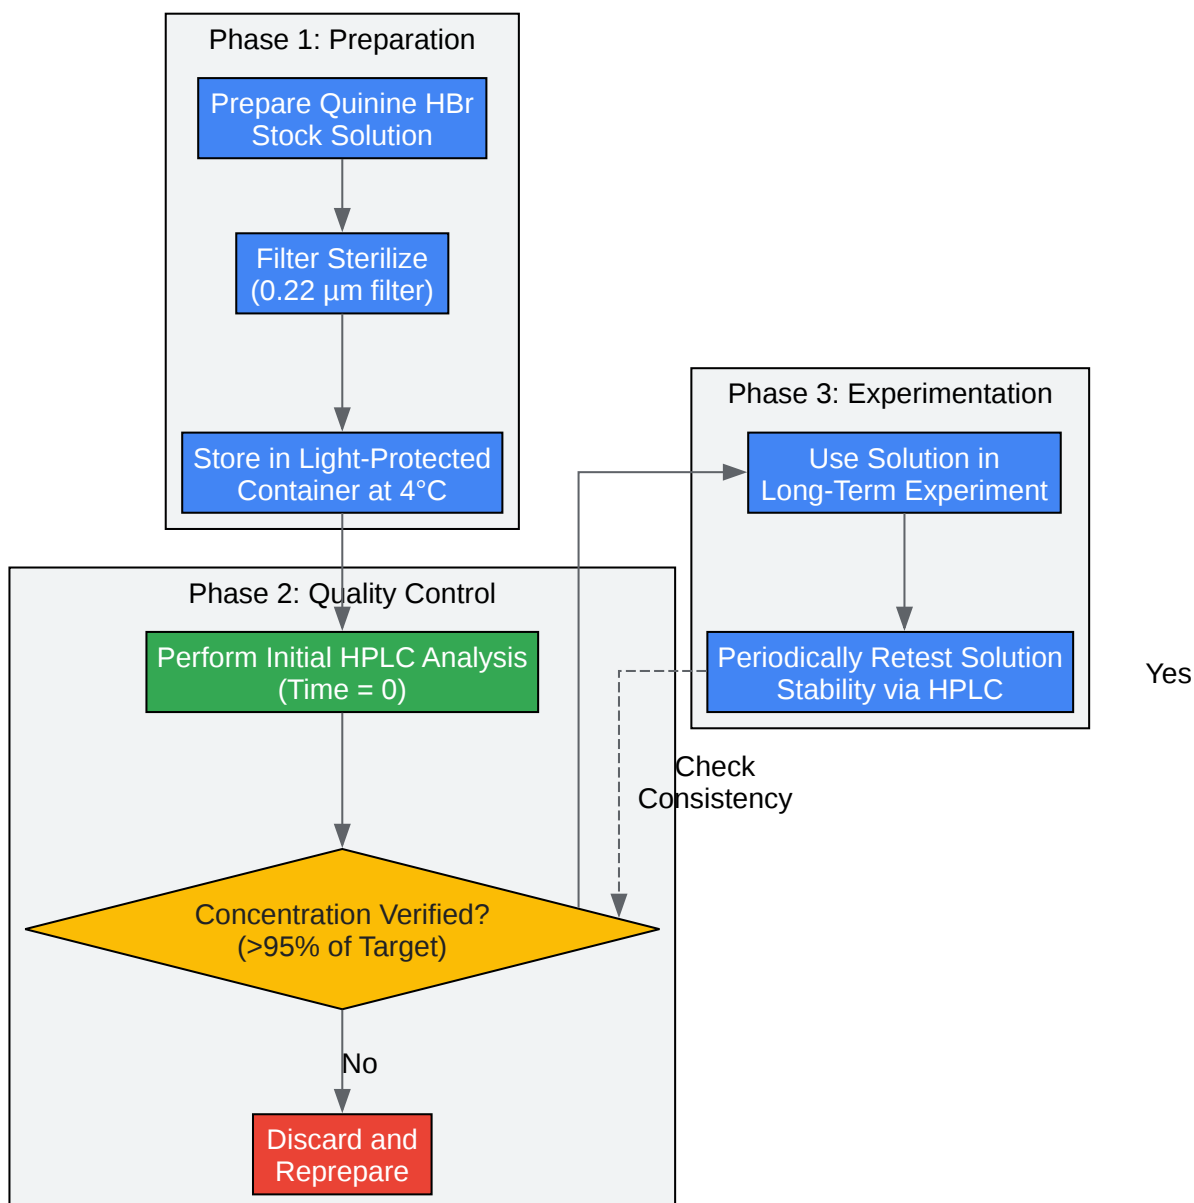 Phase 1: Preparation
Prepare Quinine HBr
Stock Solution
Filter Sterilize
(0.22 µm filter)
Store in Light-Protected
Container at 4°C
Phase 2: Quality Control
Perform Initial HPLC Analysis
(Time = 0)
Concentration Verified?
(>95% of Target)
No
Discard and
Reprepare
Phase 3: Experimentation
Use Solution in
Long-Term Experiment
Periodically Retest Solution
Stability via HPLC
Check
Consistency
Yes